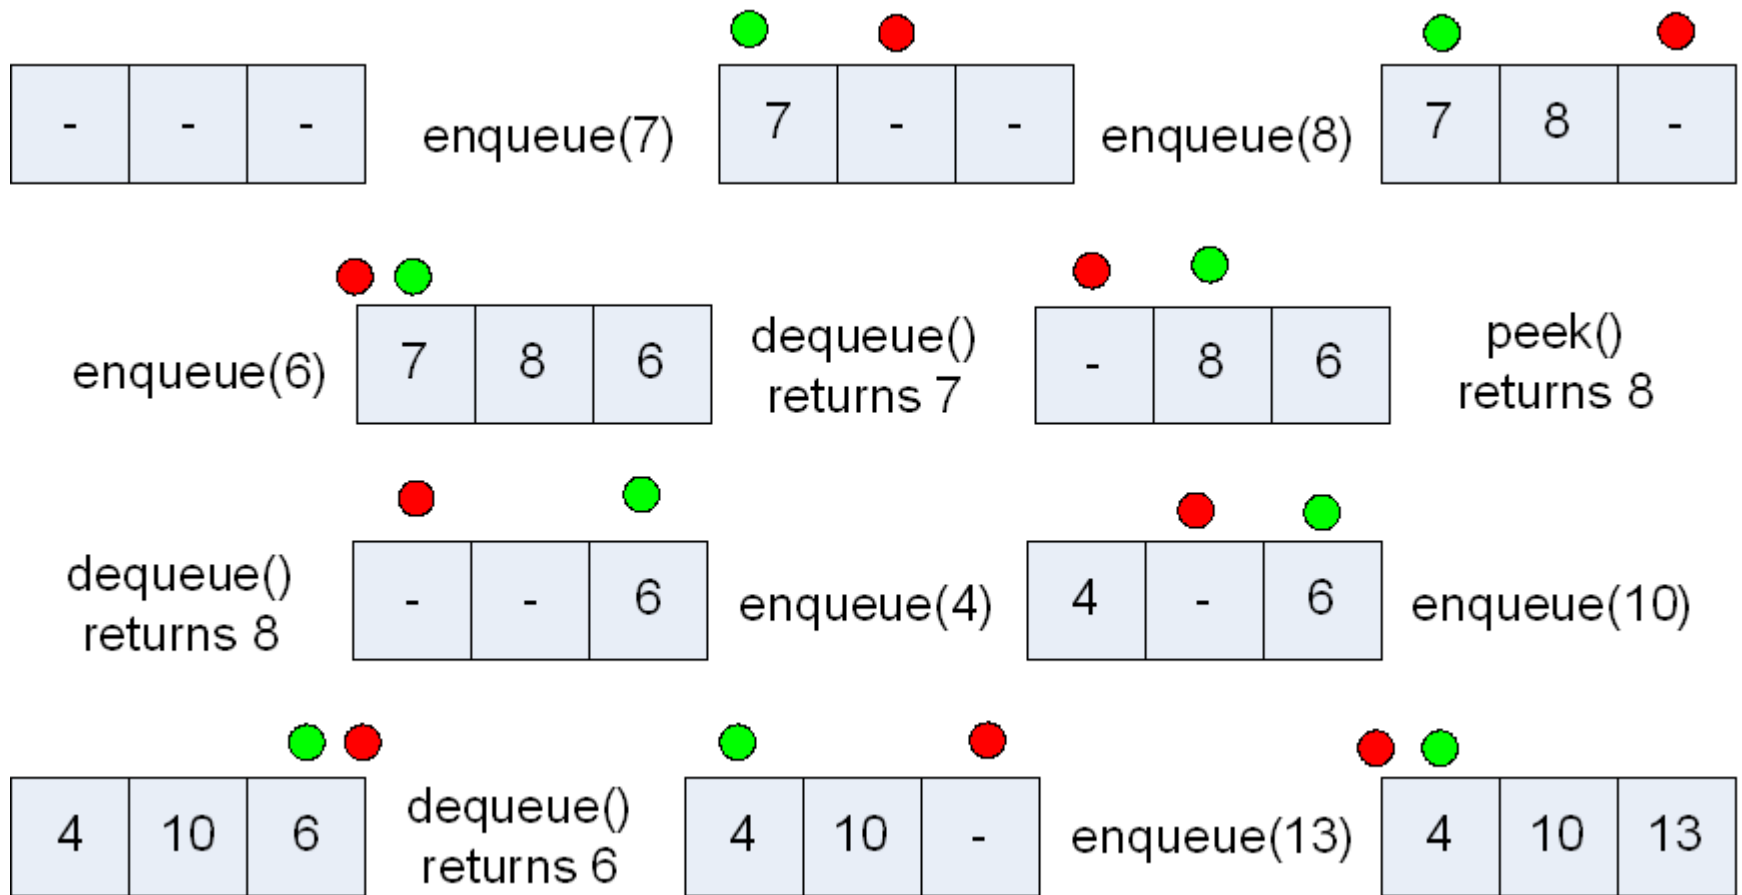 - - -
enqueue(7)
7 - -
enqueue(8)
7 8 -
enqueue(6)
7 8 6
dequeue()
returns 7
- 8 6
peek()
returns 8
dequeue()
returns 8
- - 6
enqueue(4)
4 - 6
enqueue(10)
4 10 6
dequeue()
returns 6
4 10 -
enqueue(13)
4 10 13